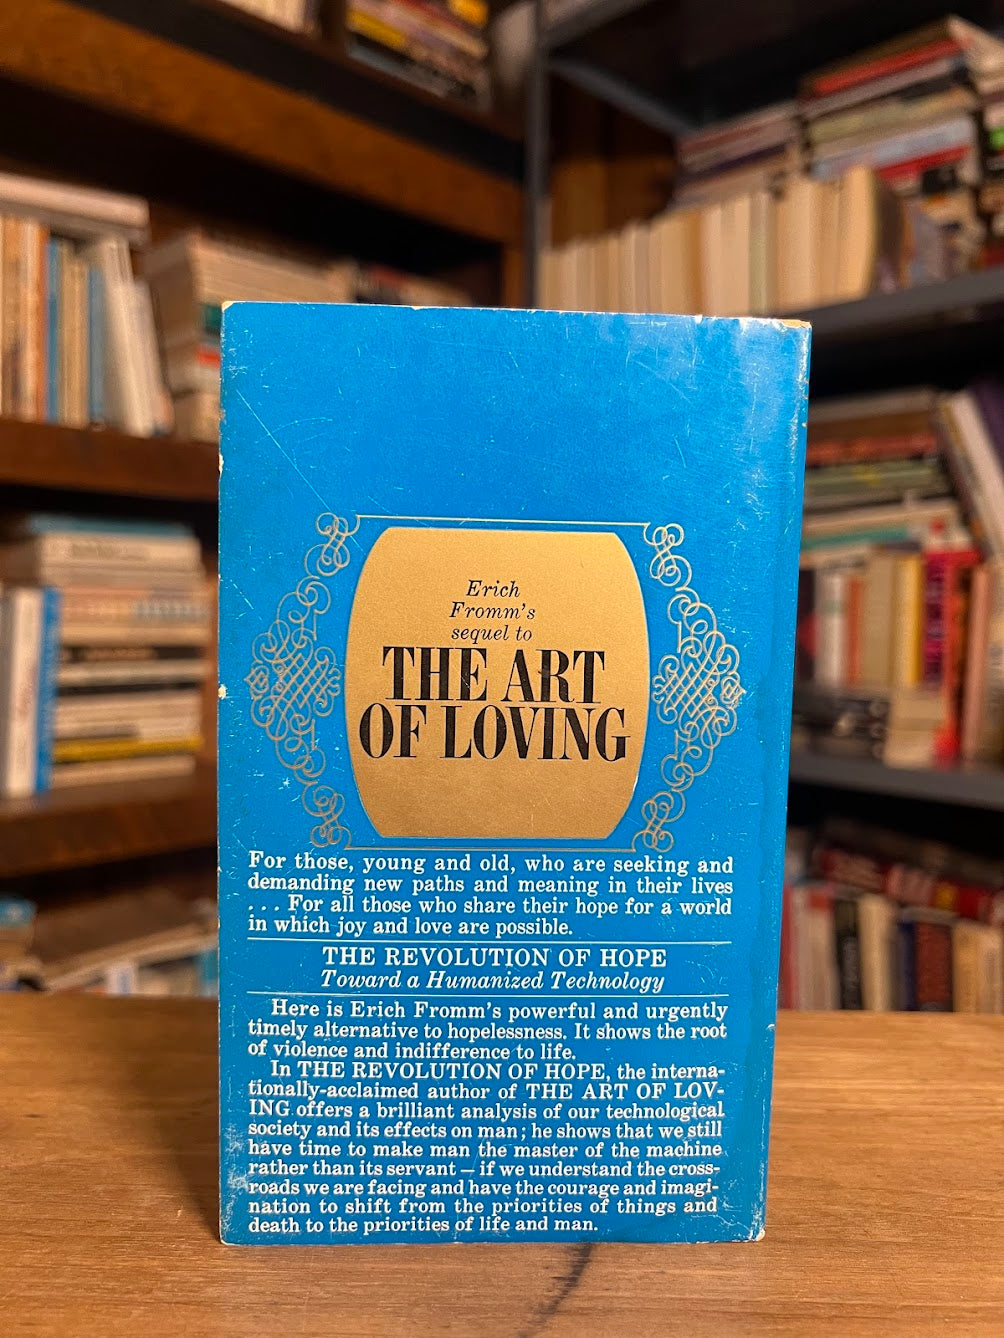 Erich
Fromm's
sequel to
THE ART
OF LOVING
For those, young and old, who are seeking and
demanding new paths and meaning in their lives
. . . For all those who share their hope for a world
in which joy and love are possible.
THE REVOLUTION OF HOPE
Toward a Humanized Technology
Here is Erich Fromm's powerful and urgently
timely alternative to hopelessness. It shows the root
of violence and indifference to life.
In THE REVOLUTION OF HOPE, the interna-
tionally-acclaimed author of THE ART OF LOV-
ING offers a brilliant analysis of our technological
society and its effects on man; he shows that we still
have time to make man the master of the machine
rather than its servant – if we understand the cross-
roads we are facing and have the courage and imagi-
nation to shift from the priorities of things and
death to the priorities of life and man.